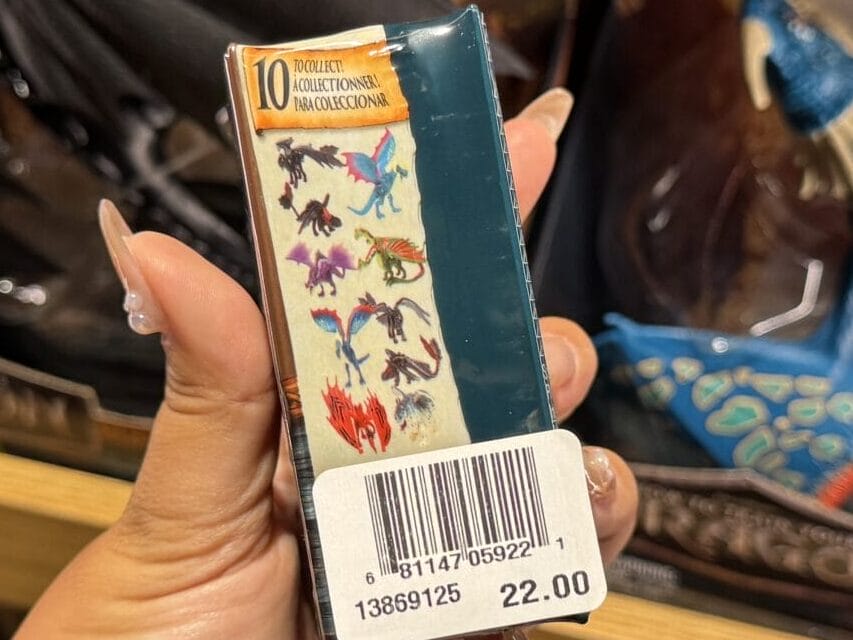 10
TO COLLECT!
À COLLECTIONNER!
PARA COLECCIONAR
6 81147 05922 1
13869125 22.00